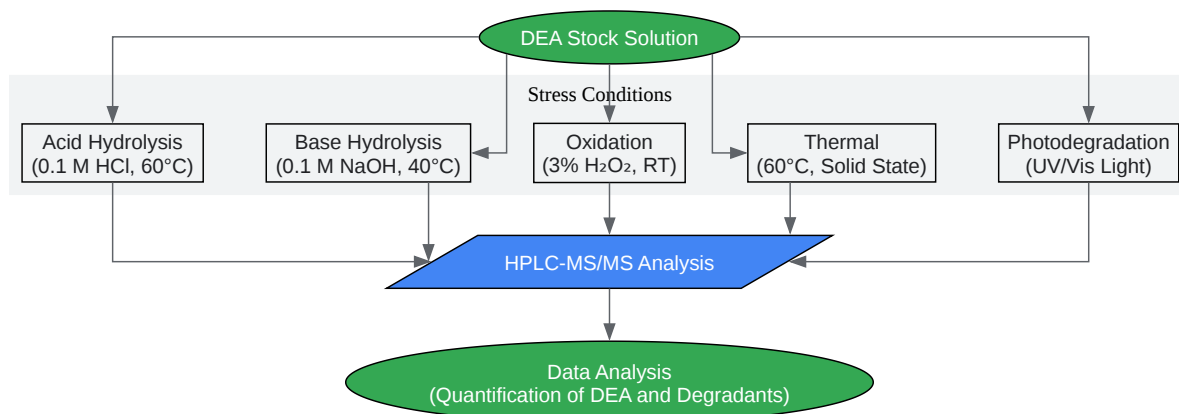 DEA Stock Solution
Stress Conditions
Acid Hydrolysis
(0.1 M HCl, 60°C)
Base Hydrolysis
(0.1 M NaOH, 40°C)
Oxidation
(3% H₂O₂, RT)
Thermal
(60°C, Solid State)
Photodegradation
(UV/Vis Light)
HPLC-MS/MS Analysis
Data Analysis
(Quantification of DEA and Degradants)